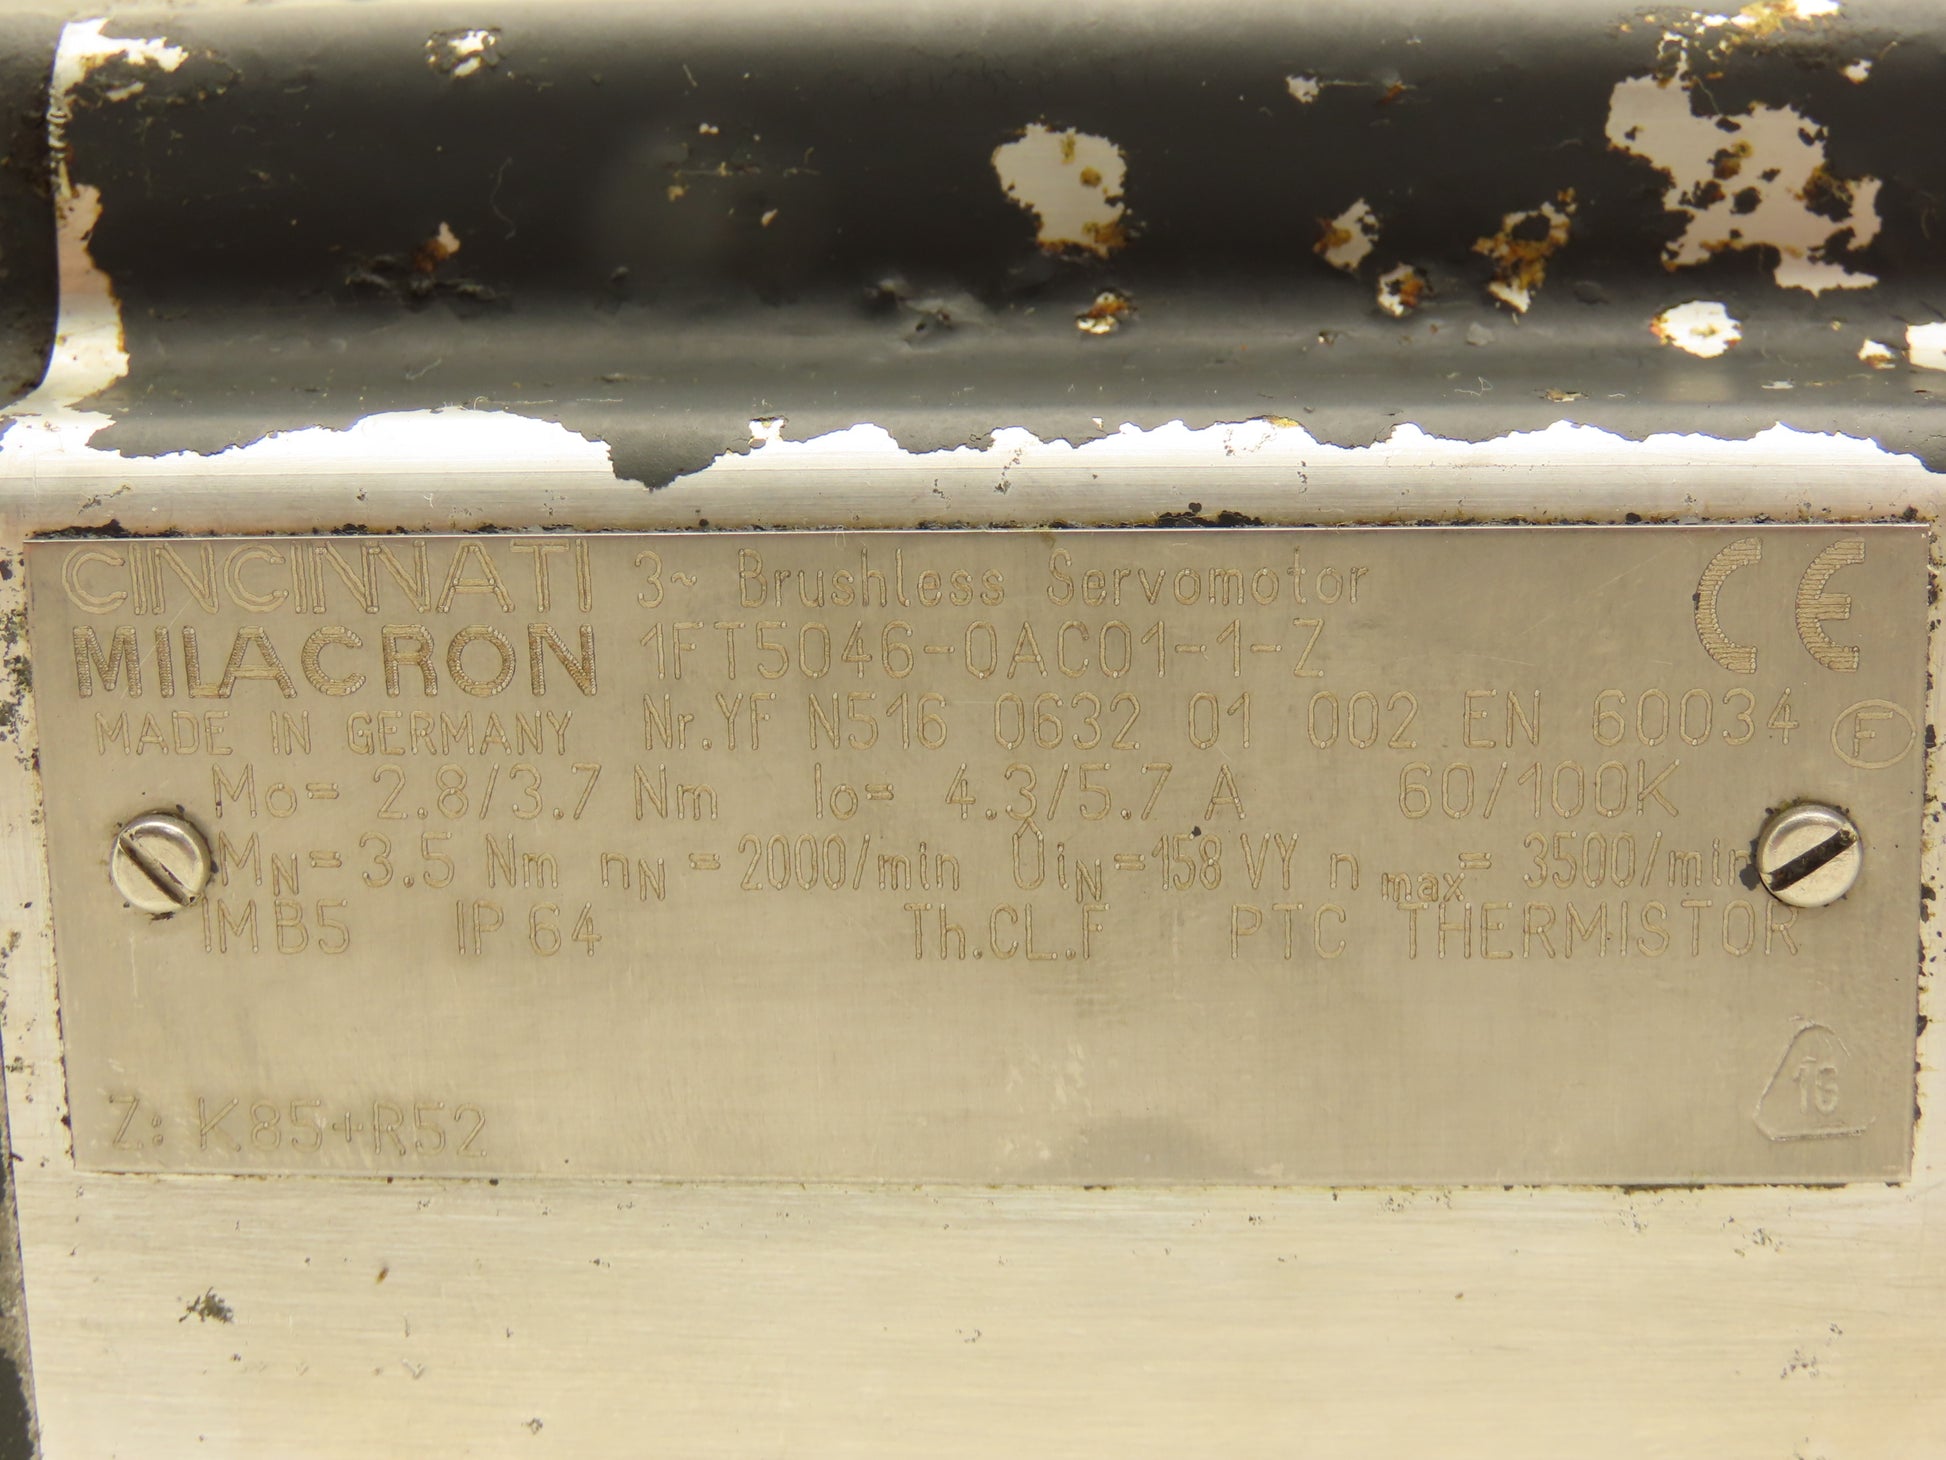 CINCINNATI 3~ Brushless Servomotor CE
MILACRON 1FT5046-0AC01-1-Z
MADE IN GERMANY Nr.YF N516 0632 01 002 EN 60034 F
Mo= 2.8/3.7 Nm Io= 4.3/5.7 A 60/100K
MN= 3.5 Nm nN = 2000/min ÛiN =158 VY n max= 3500/min
IMB5 IP 64 Th.CL.F PTC THERMISTOR
16
Z: K85+R52